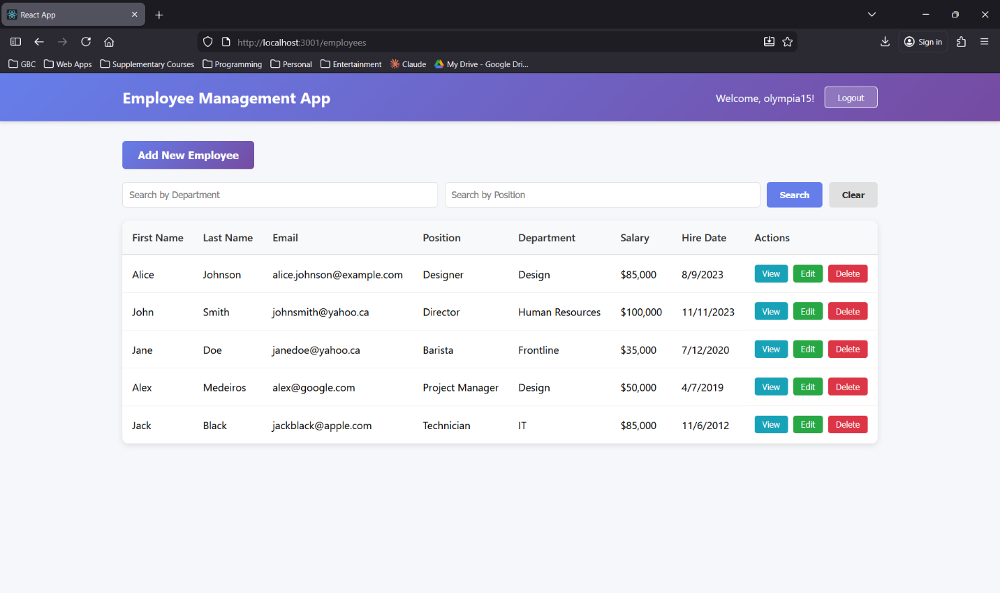 React App
http://localhost:3001/employees
Sign in
GBC Web Apps Supplementary Courses Programming Personal Entertainment Claude My Drive - Google Dri...
Employee Management App
Welcome, olympia15! Logout
Add New Employee
Search by Department Search by Position Search Clear
First Name Last Name Email Position Department Salary Hire Date Actions
Alice Johnson alice.johnson@example.com Designer Design $85,000 8/9/2023 View Edit Delete
John Smith johnsmith@yahoo.ca Director Human Resources $100,000 11/11/2023 View Edit Delete
Jane Doe janedoe@yahoo.ca Barista Frontline $35,000 7/12/2020 View Edit Delete
Alex Medeiros alex@google.com Project Manager Design $50,000 4/7/2019 View Edit Delete
Jack Black jackblack@apple.com Technician IT $85,000 11/6/2012 View Edit Delete